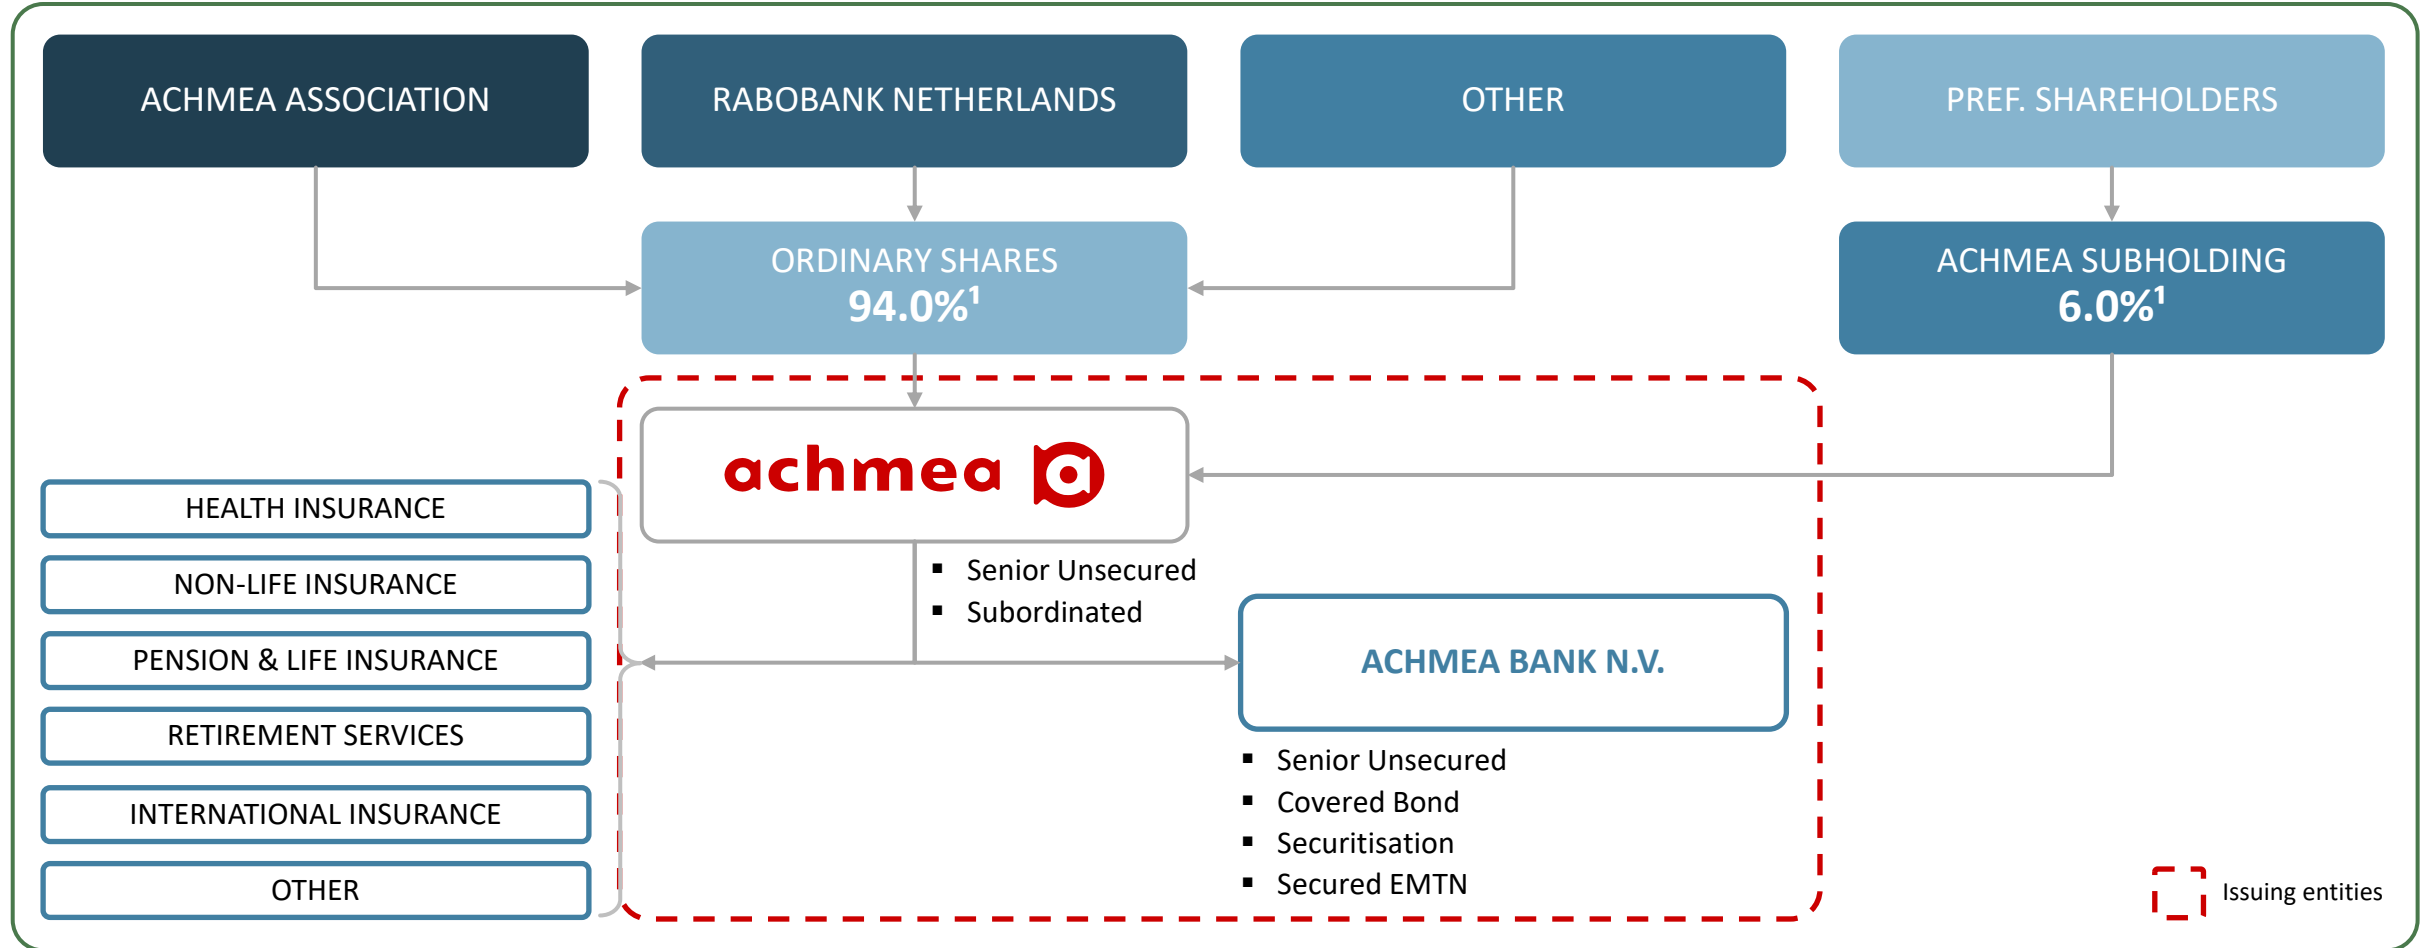 ACHMEA ASSOCIATION
RABOBANK NETHERLANDS
OTHER
PREF. SHAREHOLDERS
ORDINARY SHARES
94.0%¹
ACHMEA SUBHOLDING
6.0%¹
achmea
HEALTH INSURANCE
NON-LIFE INSURANCE
PENSION & LIFE INSURANCE
RETIREMENT SERVICES
INTERNATIONAL INSURANCE
OTHER
▪ Senior Unsecured
▪ Subordinated
ACHMEA BANK N.V.
▪ Senior Unsecured
▪ Covered Bond
▪ Securitisation
▪ Secured EMTN
Issuing entities